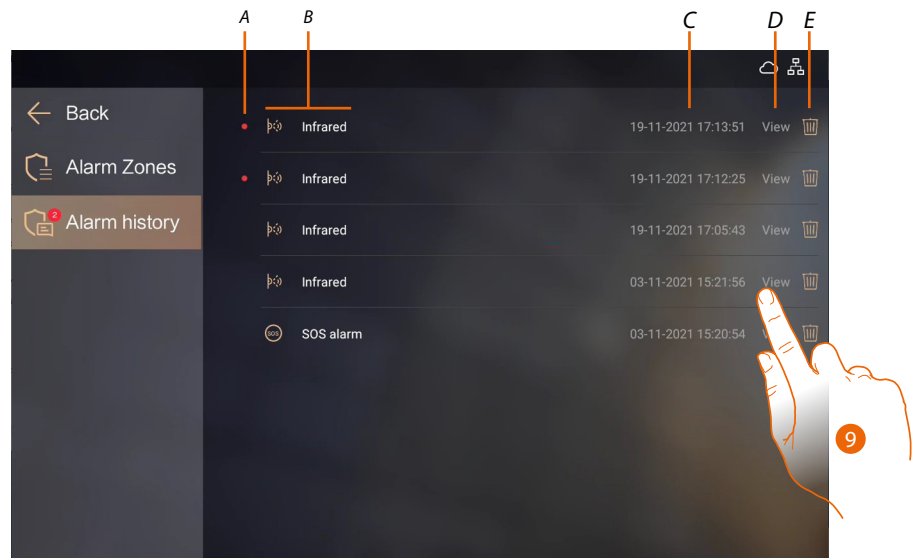 A B C D E
Back
Alarm Zones
2
Alarm history
Infrared 19-11-2021 17:13:51 View
Infrared 19-11-2021 17:12:25 View
Infrared 19-11-2021 17:05:43 View
Infrared 03-11-2021 15:21:56 View
SOS SOS alarm 03-11-2021 15:20:54
9